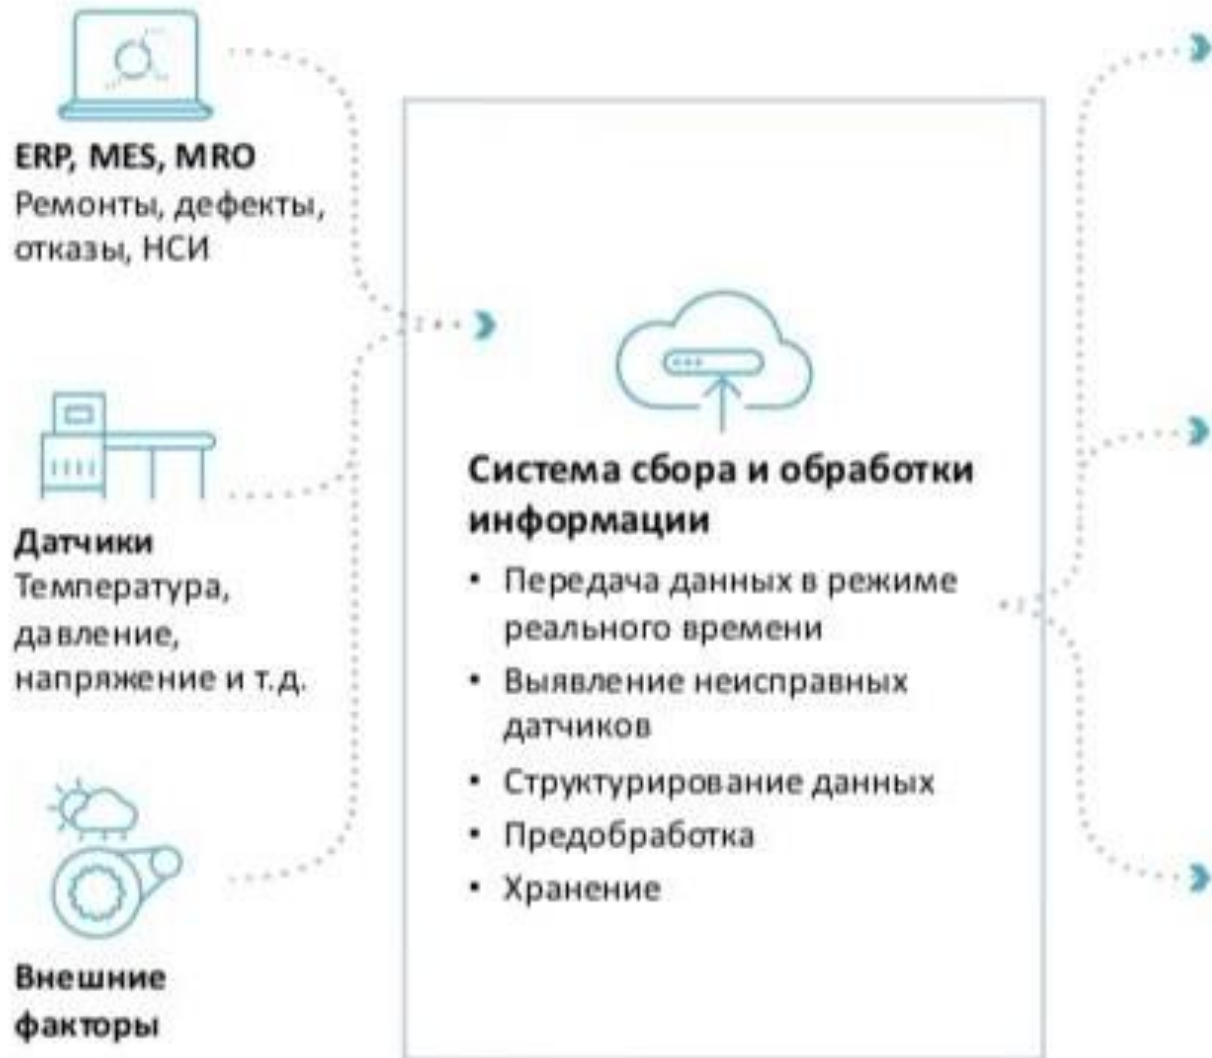 ERP, MES, MRO
Ремонты, дефекты,
отказы, НСИ
Датчики
Температура,
давление,
напряжение и т.д.
Внешние
факторы
Система сбора и обработки
информации
• Передача данных в режиме
реального времени
• Выявление неисправных
датчиков
• Структурирование данных
• Предобработка
• Хранение